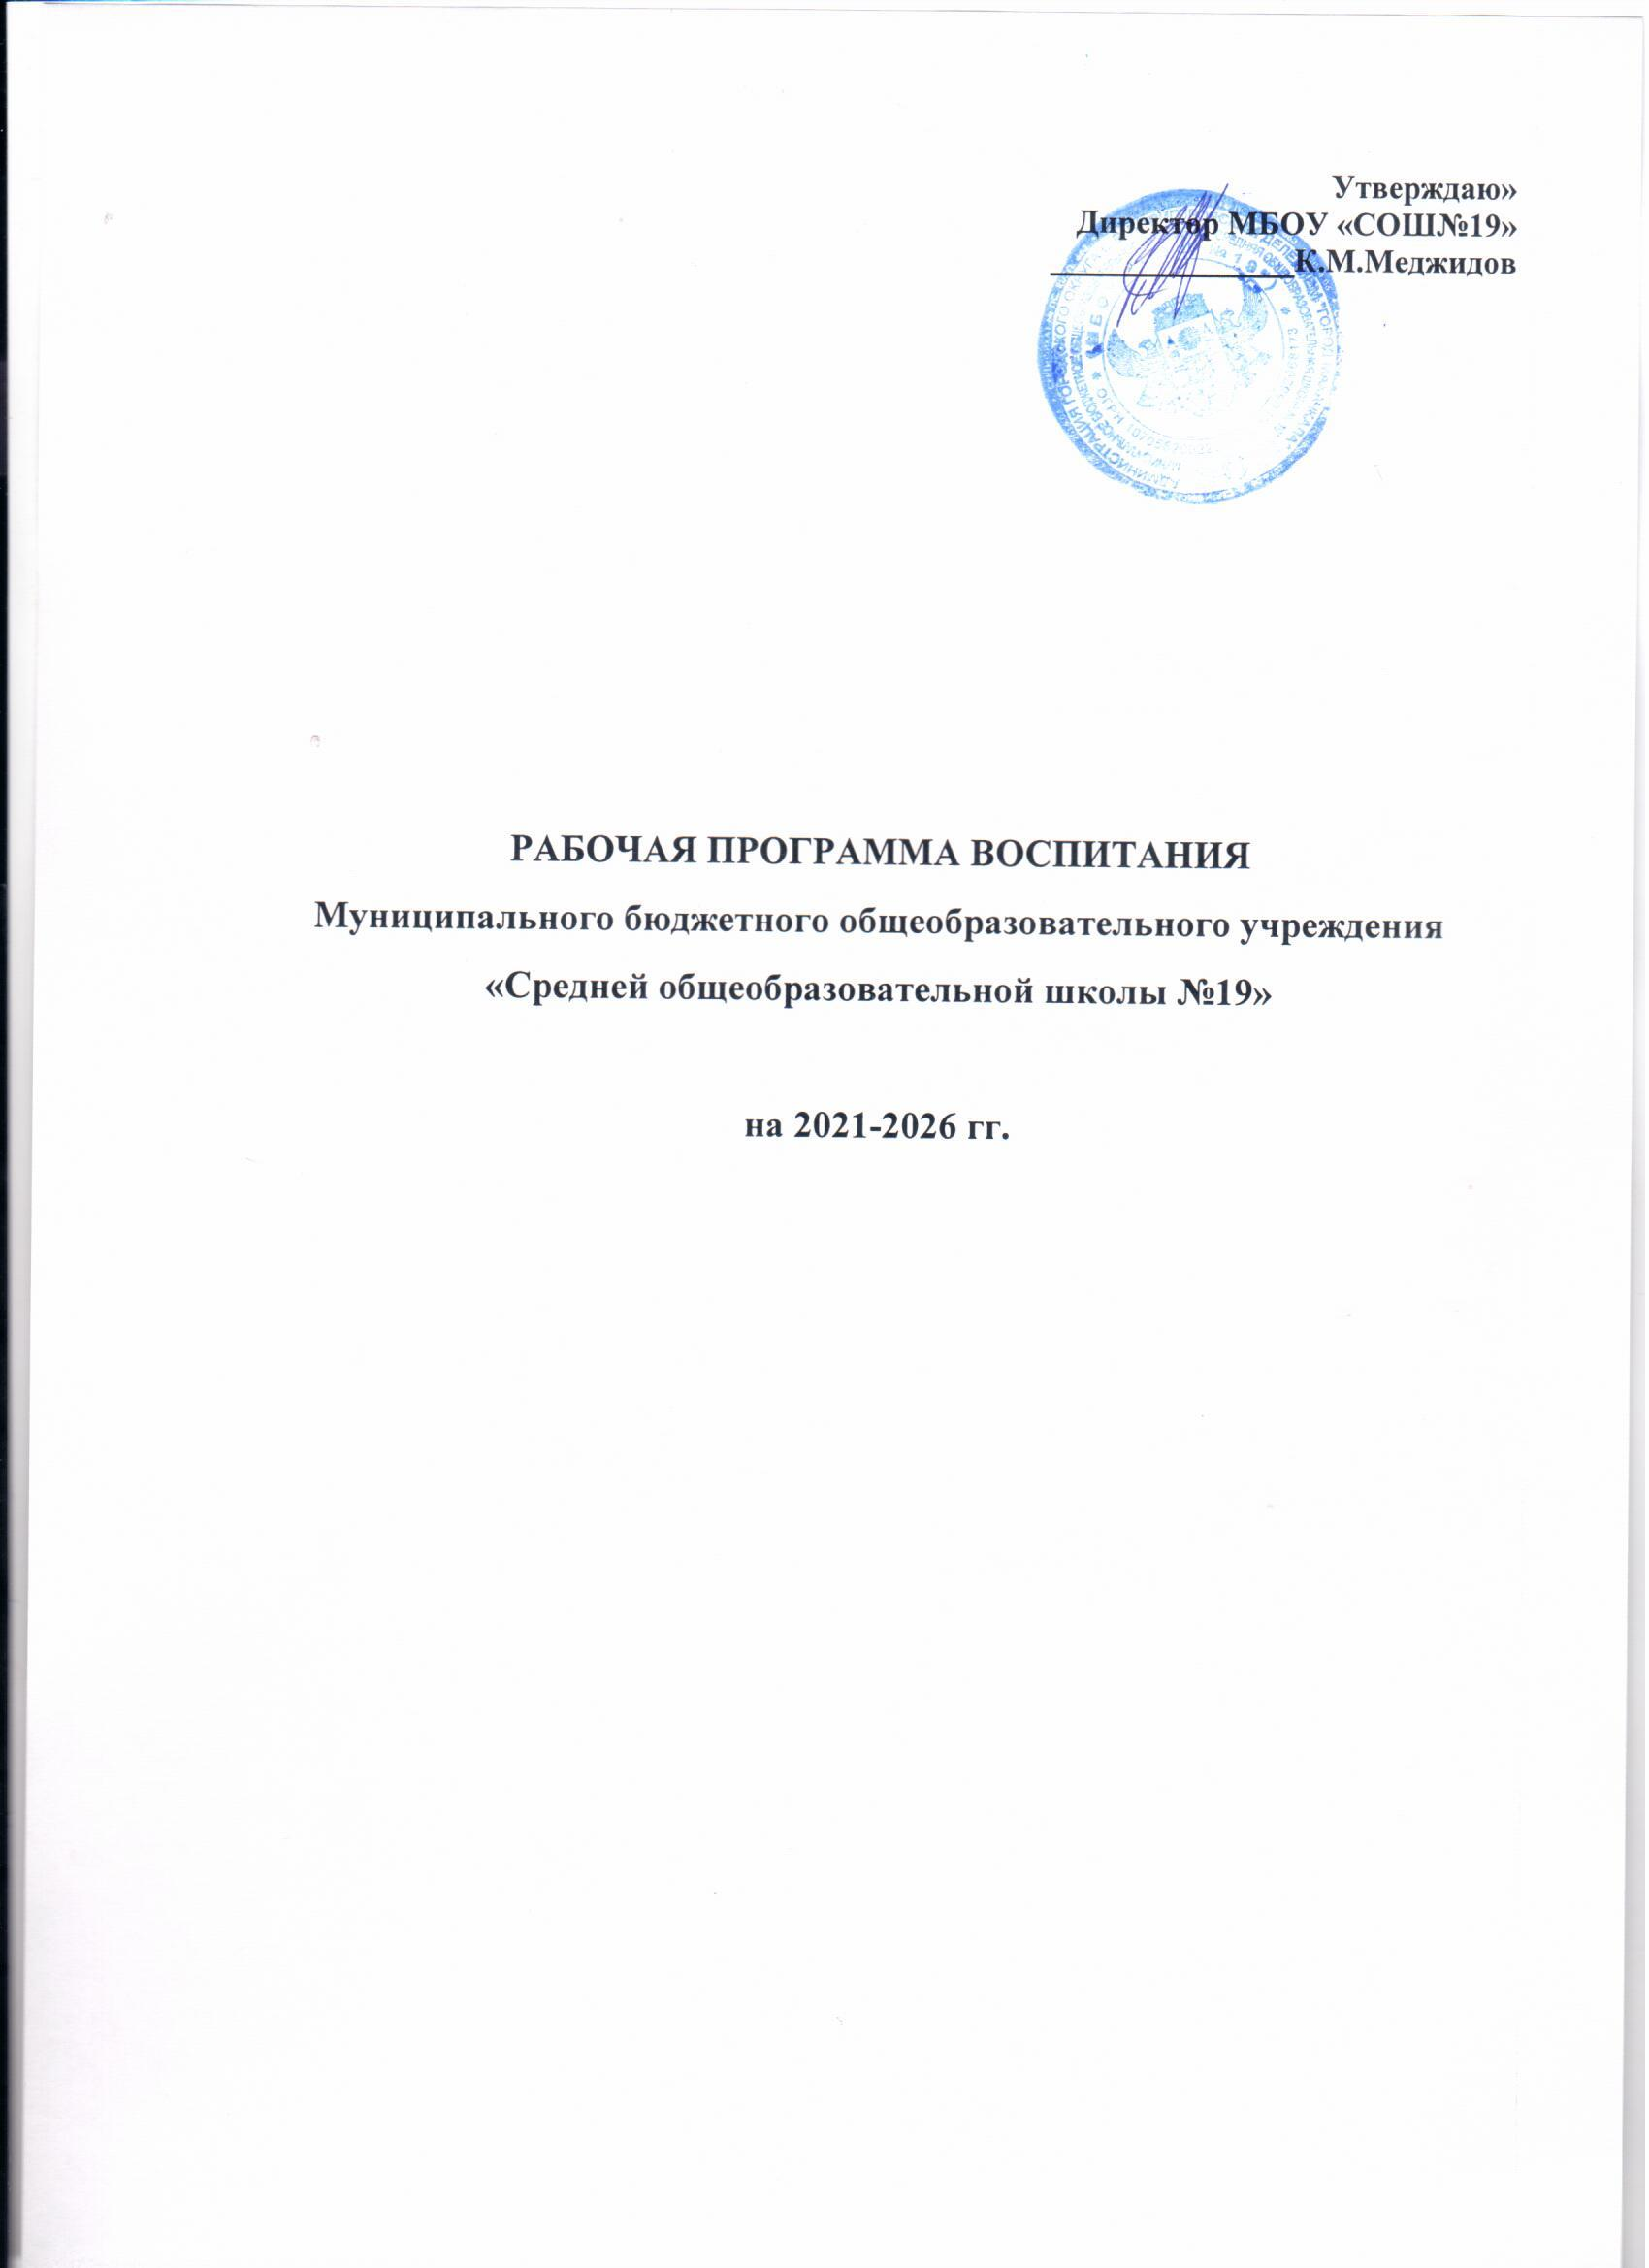 Утверждаю»
Директор МБОУ «СОШ№19»
К.М.Меджидов
РАБОЧАЯ ПРОГРАММА ВОСПИТАНИЯ
Муниципального бюджетного общеобразовательного учреждения
«Средней общеобразовательной школы №19»
на 2021-2026 гг.